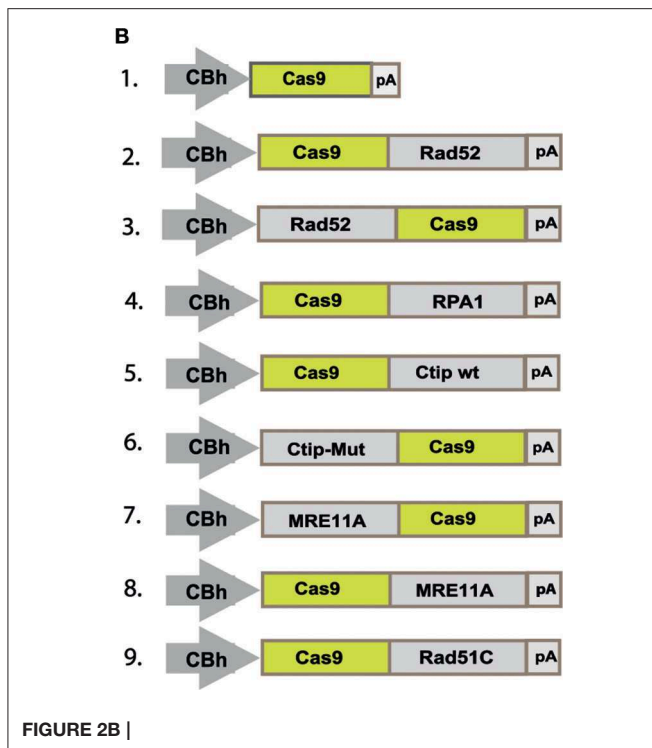 B
1. CBh Cas9 pA
2. CBh Cas9 Rad52 pA
3. CBh Rad52 Cas9 pA
4. CBh Cas9 RPA1 pA
5. CBh Cas9 Ctip wt pA
6. CBh Ctip-Mut Cas9 pA
7. CBh MRE11A Cas9 pA
8. CBh Cas9 MRE11A pA
9. CBh Cas9 Rad51C pA
FIGURE 2B |